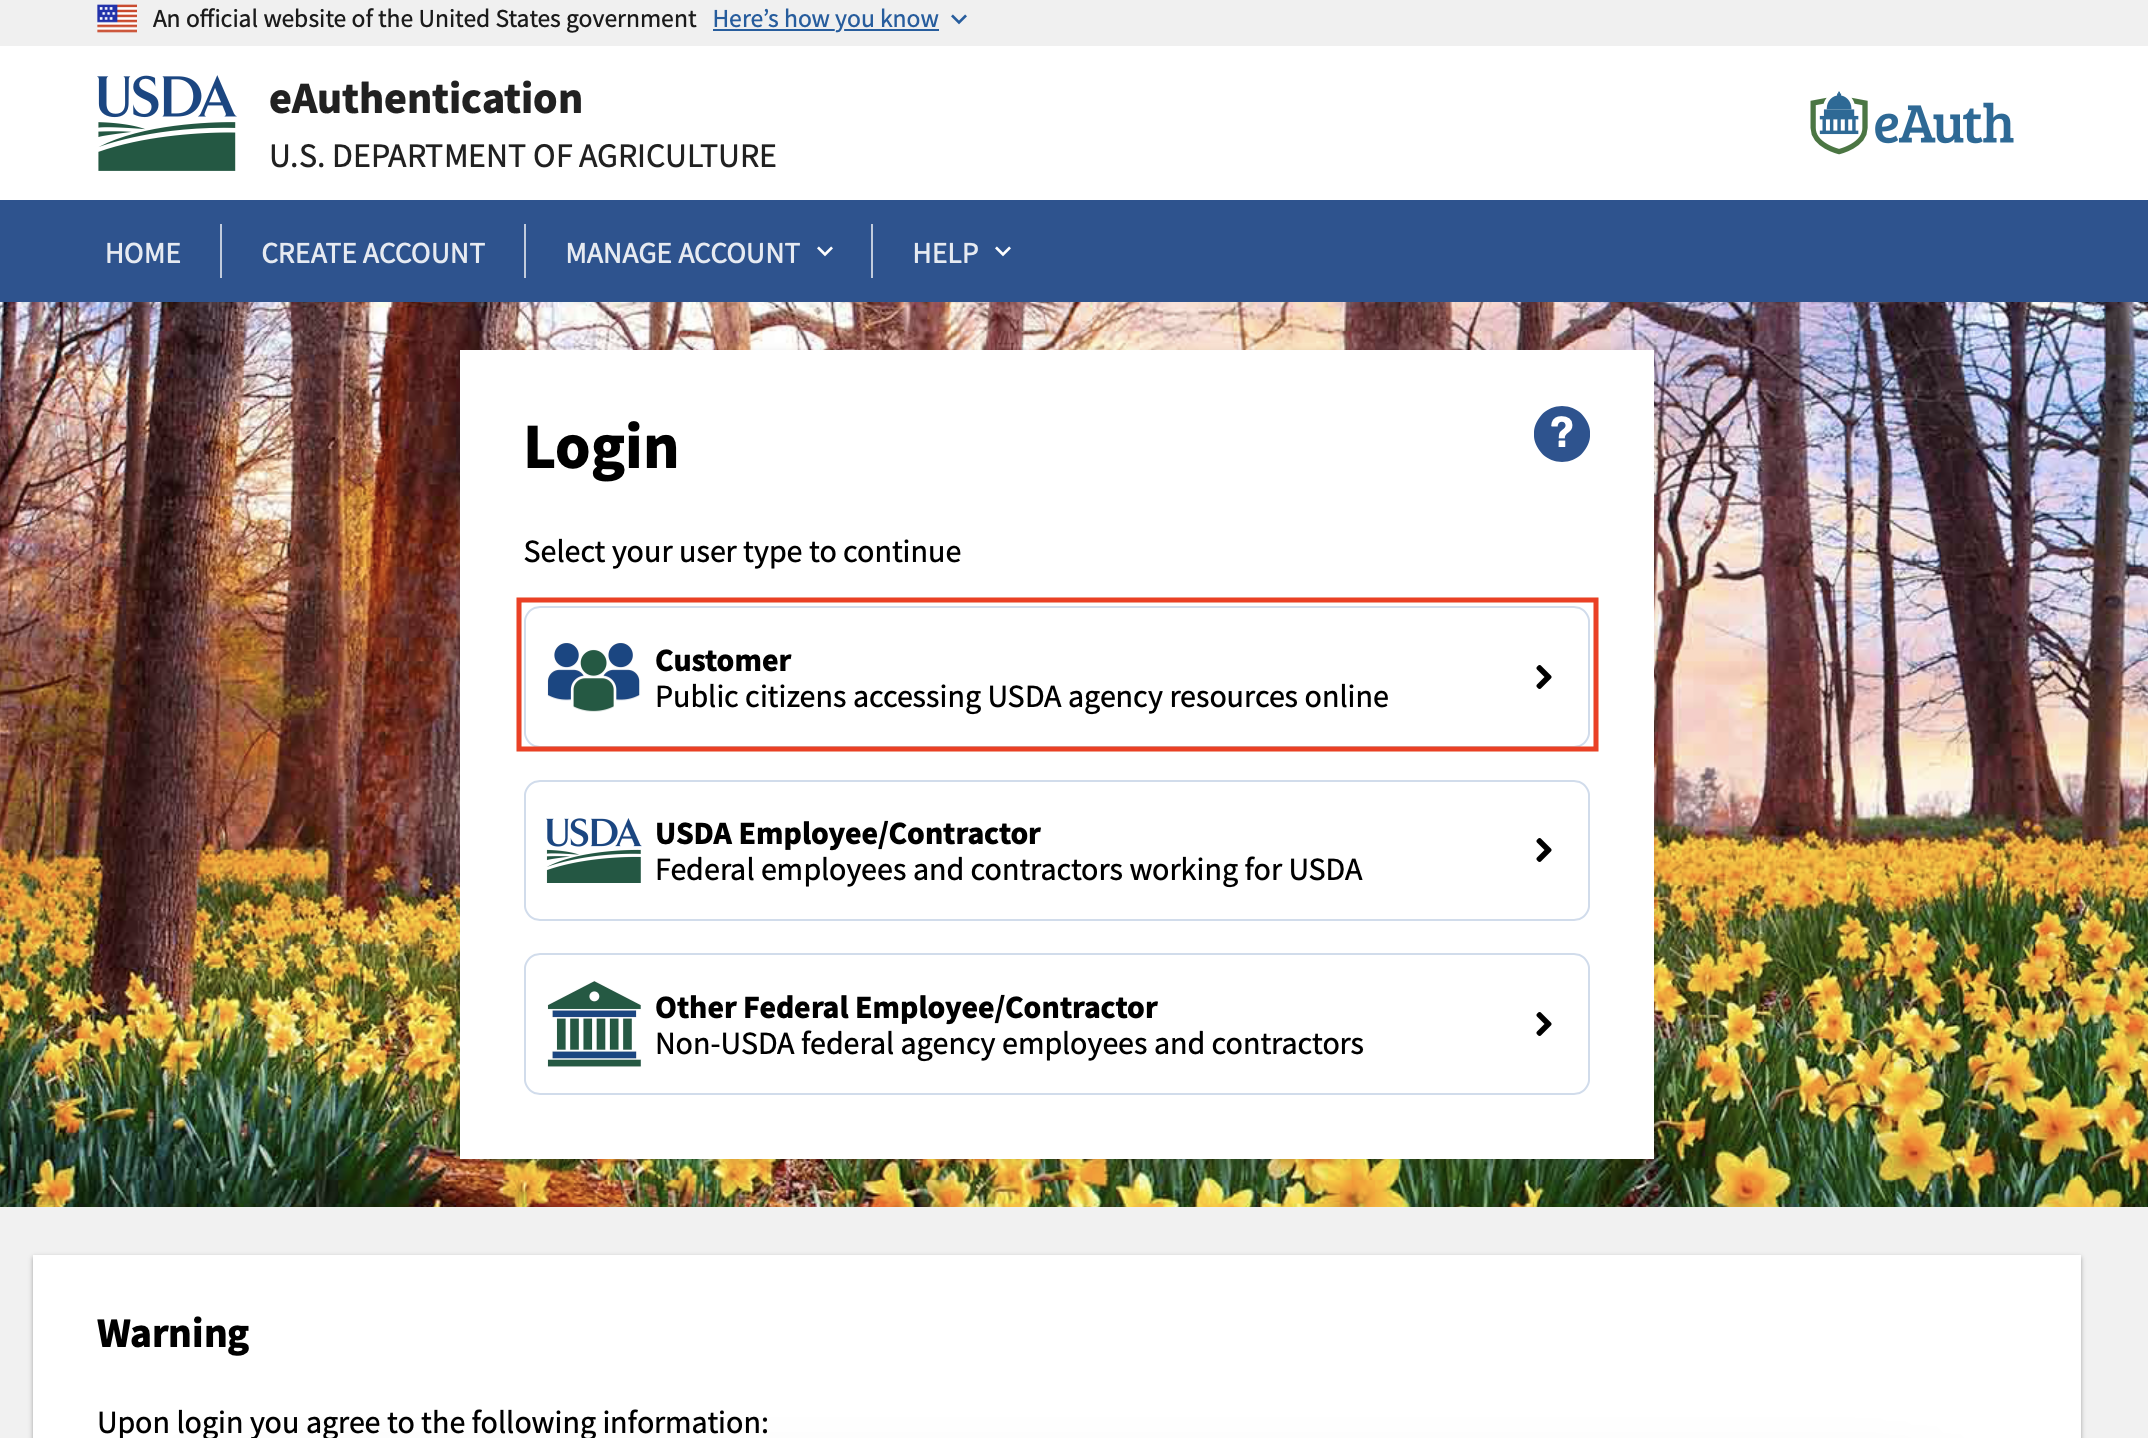 An official website of the United States government Here's how you know
USDA
eAuthentication
U.S. DEPARTMENT OF AGRICULTURE
eAuth
HOME
CREATE ACCOUNT
MANAGE ACCOUNT
HELP
Login
?
Select your user type to continue
Customer
Public citizens accessing USDA agency resources online
USDA
USDA Employee/Contractor
Federal employees and contractors working for USDA
Other Federal Employee/Contractor
Non-USDA federal agency employees and contractors
Warning
Upon login you agree to the following information: